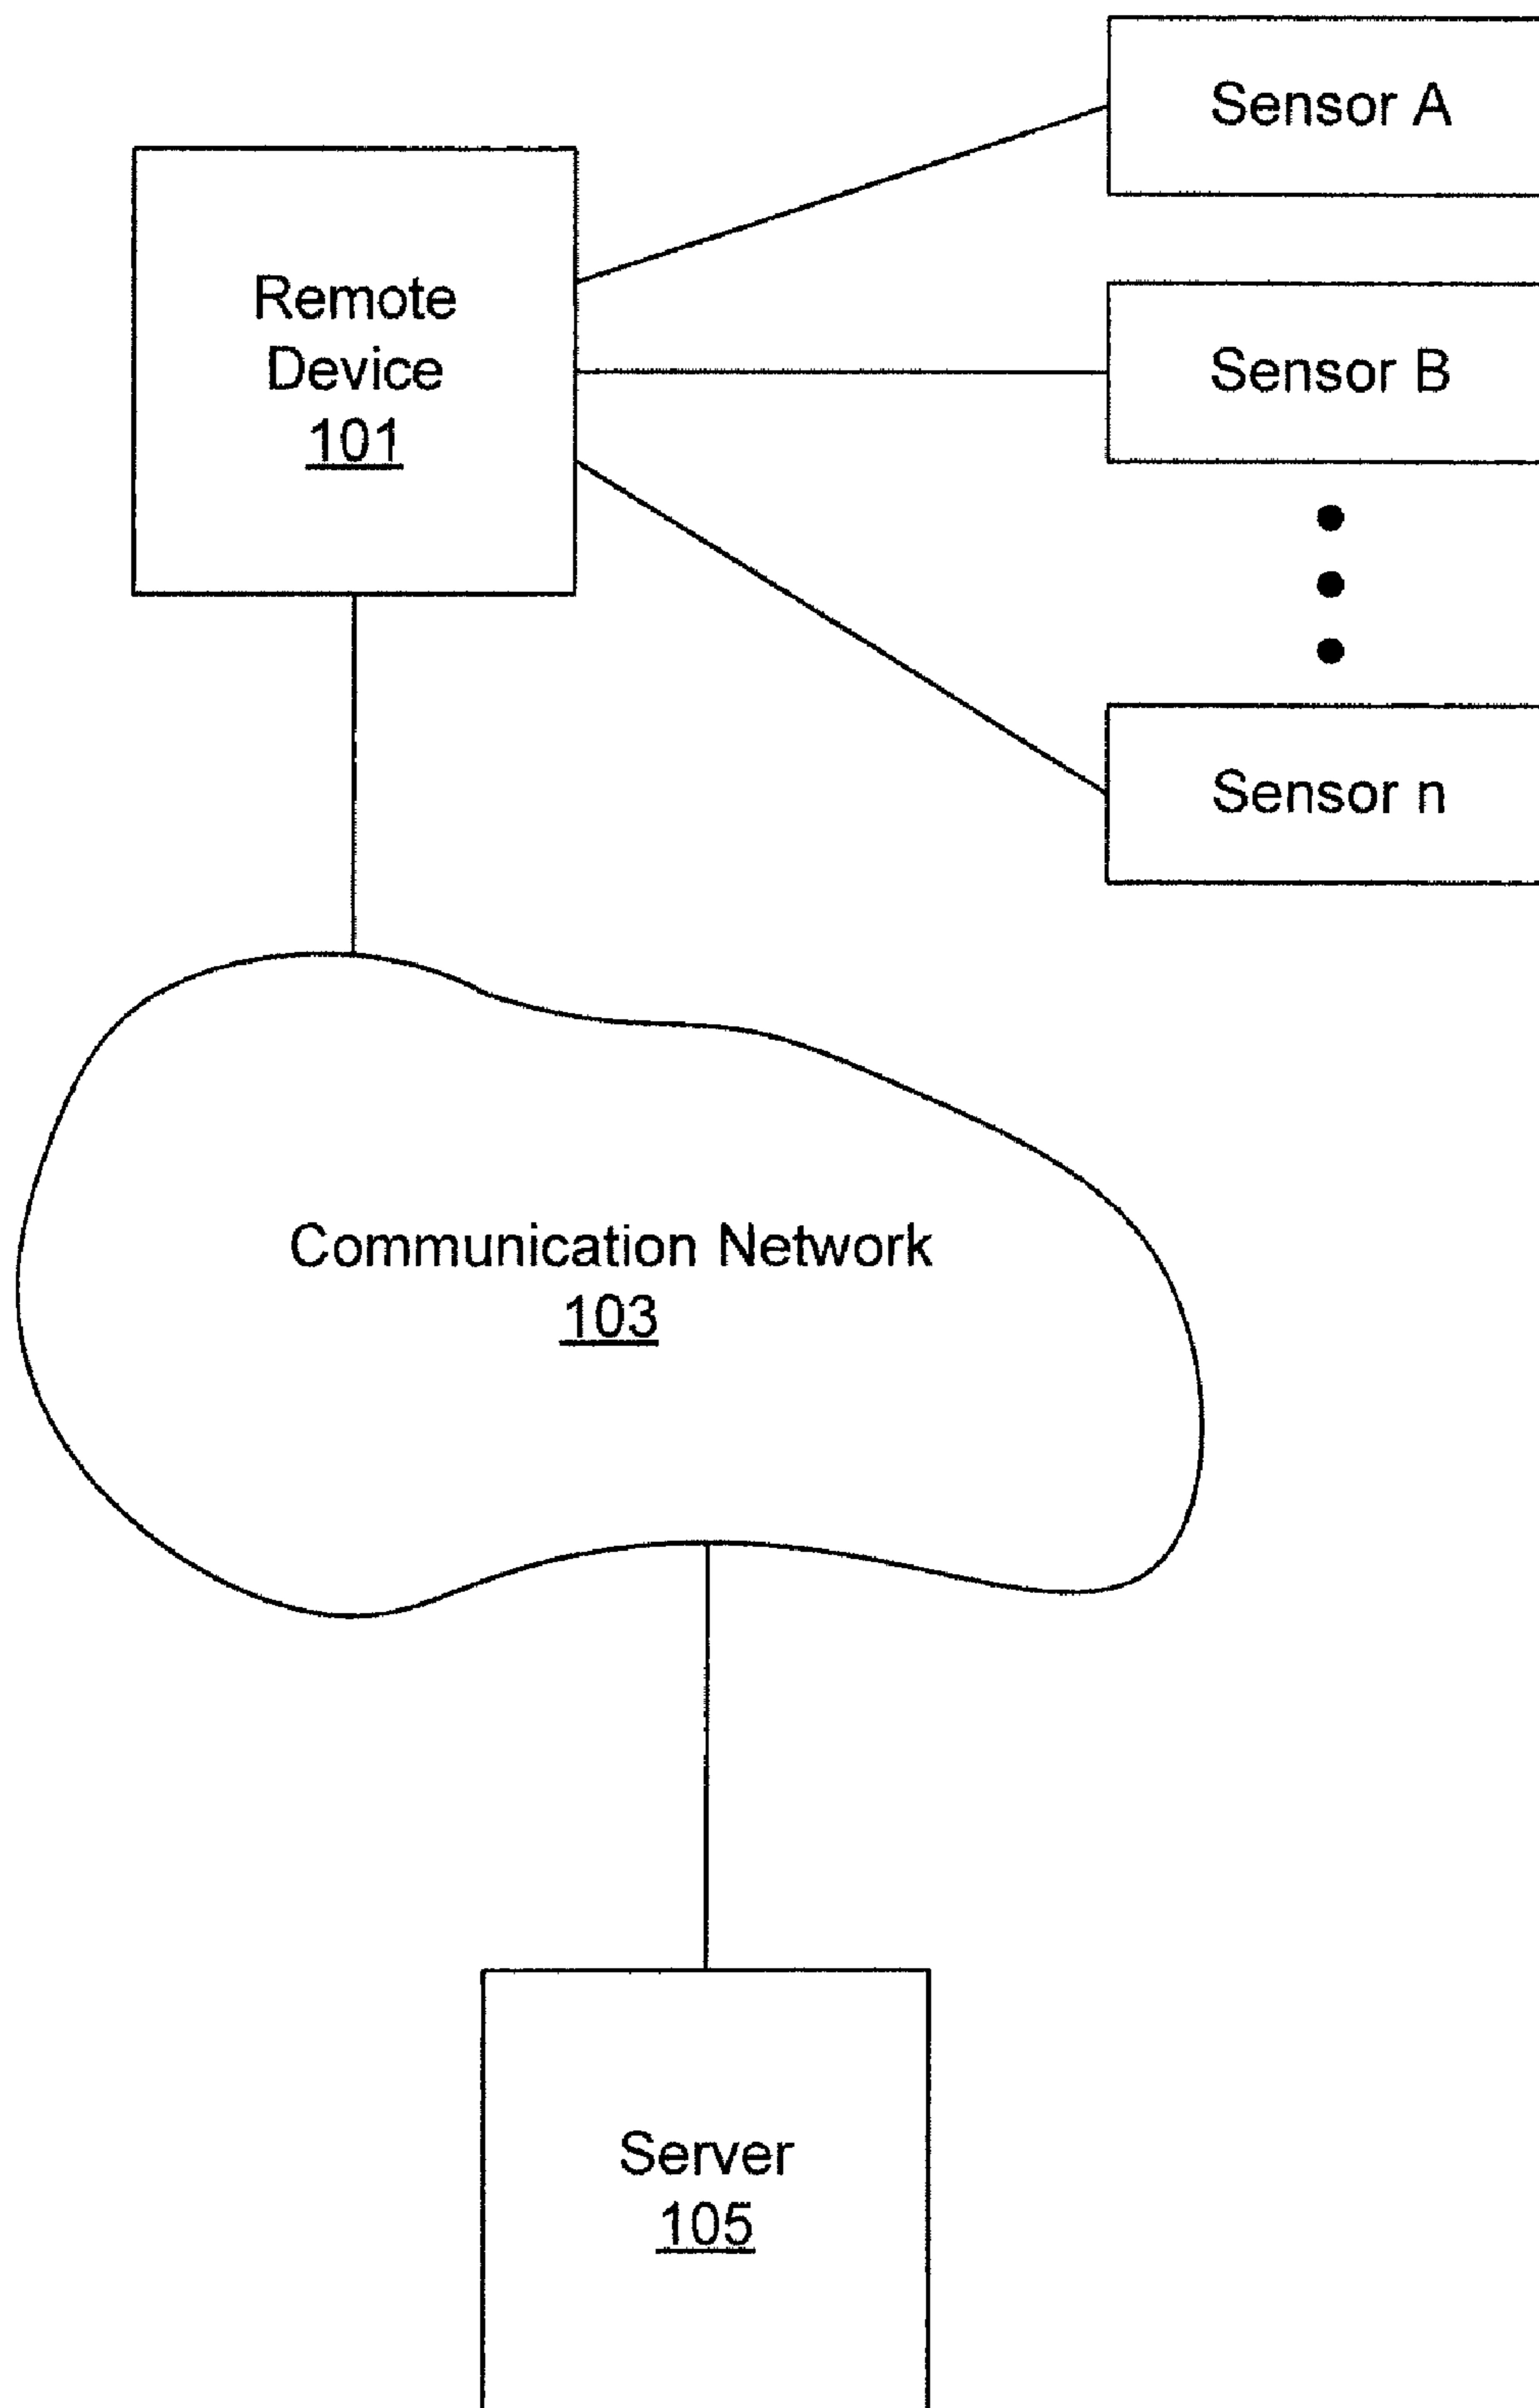 Sensor A
Remote
Device
101
Sensor B
Sensor n
Communication Network
103
Server
105